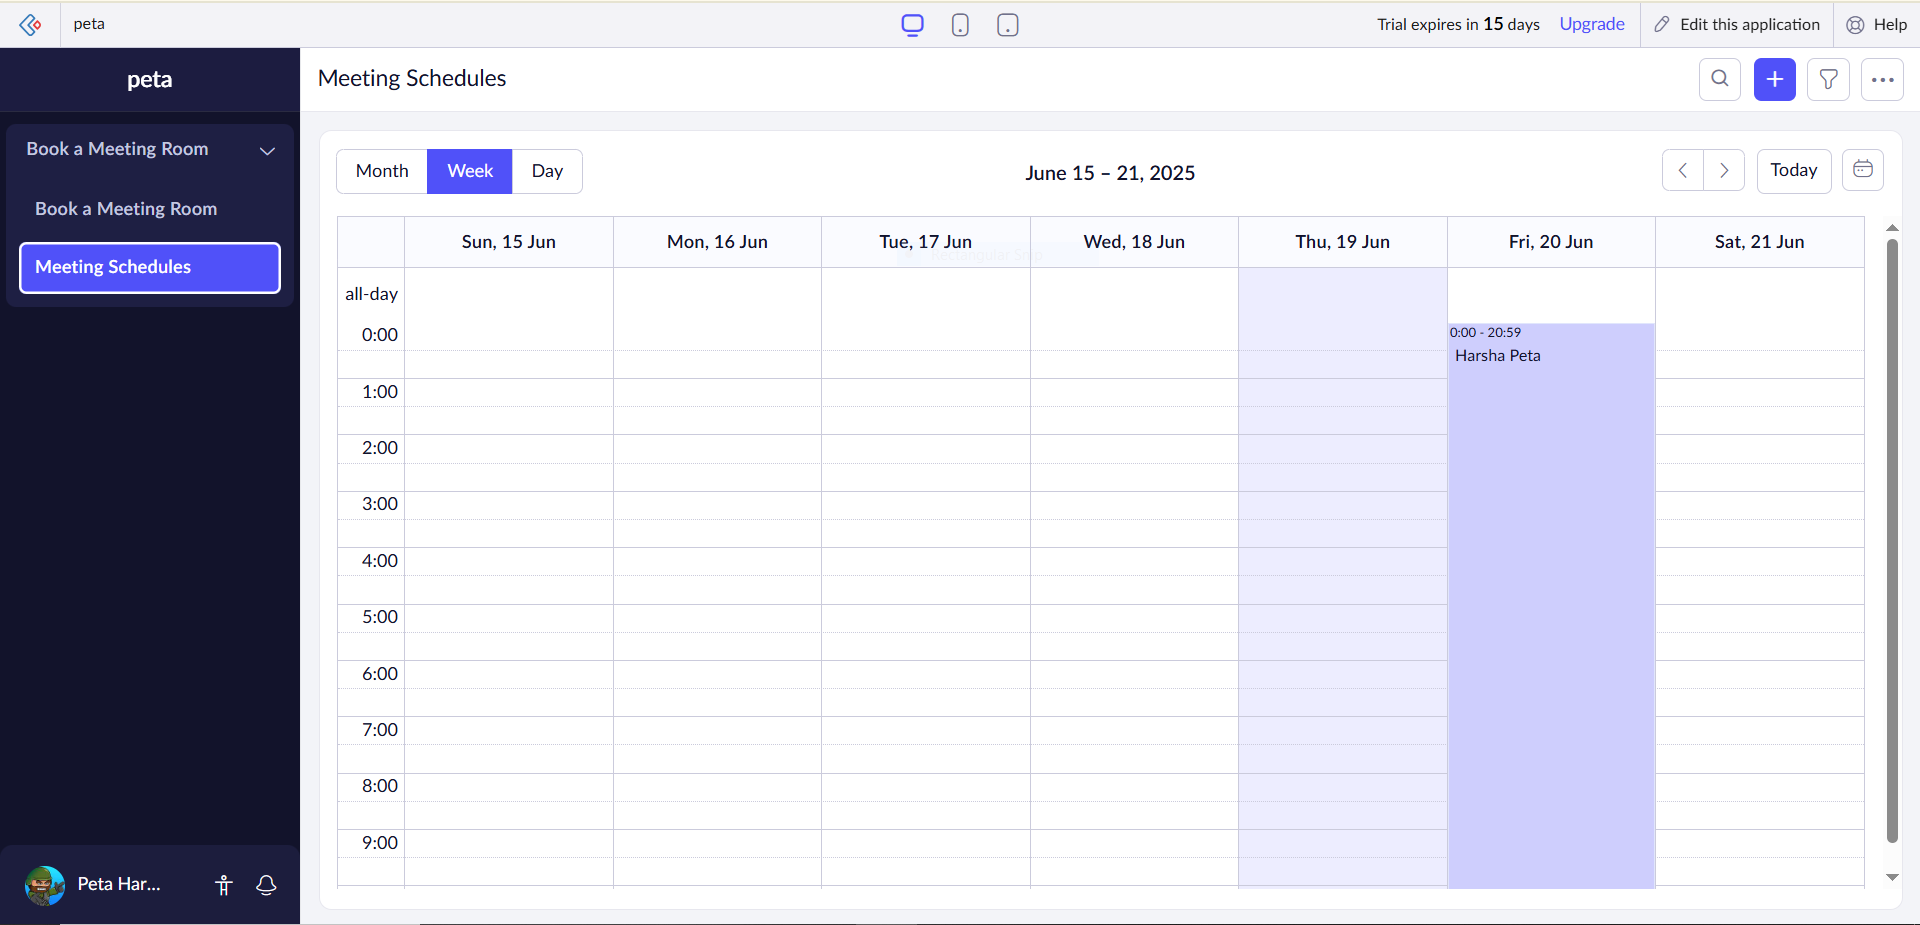 peta
Trial expires in 15 days
Upgrade
Edit this application
Help
peta
Meeting Schedules
Book a Meeting Room
Book a Meeting Room
Meeting Schedules
Month
Week
Day
June 15 – 21, 2025
Today
Sun, 15 Jun
Mon, 16 Jun
Tue, 17 Jun
Wed, 18 Jun
Thu, 19 Jun
Fri, 20 Jun
Sat, 21 Jun
Rectangular Snip
all-day
0:00
0:00 - 20:59
Harsha Peta
1:00
2:00
3:00
4:00
5:00
6:00
7:00
8:00
9:00
Peta Har...